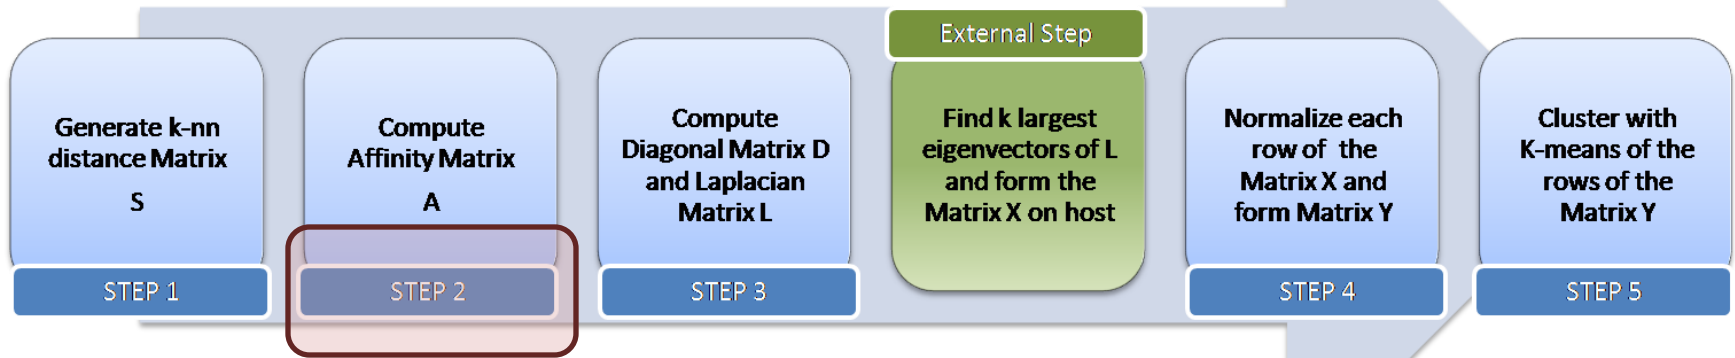 Generate k-nn
distance Matrix
S
STEP 1
Compute
Affinity Matrix
A
STEP 2
Compute
Diagonal Matrix D
and Laplacian
Matrix L
STEP 3
External Step
Find k largest
eigenvectors of L
and form the
Matrix X on host
Normalize each
row of the
Matrix X and
form Matrix Y
STEP 4
Cluster with
K-means of the
rows of the
Matrix Y
STEP 5